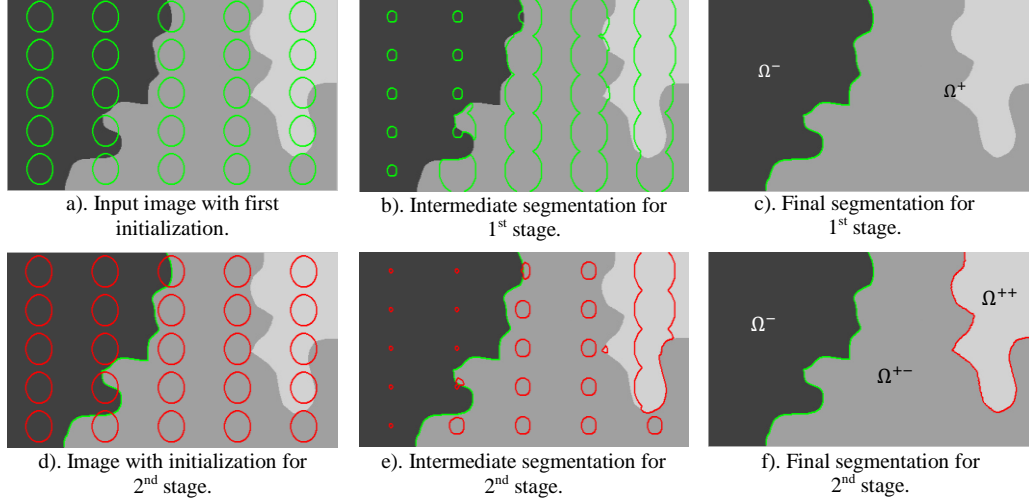 Ω⁻
Ω⁺
a). Input image with first
initialization.
b). Intermediate segmentation for
1ˢᵗ stage.
c). Final segmentation for
1ˢᵗ stage.
Ω⁻
Ω⁺⁻
Ω⁺⁺
d). Image with initialization for
2ⁿᵈ stage.
e). Intermediate segmentation for
2ⁿᵈ stage.
f). Final segmentation for
2ⁿᵈ stage.